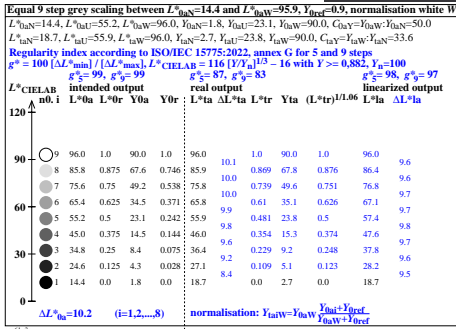 Equal 9 step grey scaling between L*0aN=14.4 and L*0aW=95.9, Y0ref=0.9, normalisation white W
L*0aN=14.4, L*0aU=55.2, L*0aW=96.0, Y0aN=1.8, Y0aU=23.1, Y0aW=90.0, C0aY=Y0aW:Y0aN=50.0
L*taN=18.7, L*taU=55.9, L*taW=96.0, YtaN=2.7, YtaU=23.8, YtaW=90.0, CtaY=YtaW:YtaN=33.6
Regularity index according to ISO/IEC 15775:2022, annex G for 5 and 9 steps
g* = 100 [ΔL*min] / [ΔL*max], L*CIELAB = 116 [Y/Yn]1/3 − 16 with Y >= 0,882, Yn=100
g*5= 99, g*9= 99 g*5= 87, g*9= 83 g*5= 98, g*9= 97
L*CIELAB intended output real output linearized output
n0. i L*0a L*0r Y0a Y0r L*ta ΔL*ta L*tr Yta (L*tr)1/1.06 L*la ΔL*la
120
9 96.0 1.0 90.0 1.0 96.0 1.0 90.0 1.0 96.0
10.1 9.6
8 85.8 0.875 67.6 0.746 85.9 0.869 67.8 0.876 86.4
90 10.0 9.6
7 75.6 0.75 49.2 0.538 75.8 0.739 49.6 0.751 76.8
10.0 9.7
6 65.4 0.625 34.5 0.371 65.8 0.61 35.1 0.626 67.1
9.9 9.7
60
5 55.2 0.5 23.1 0.242 55.9 0.481 23.8 0.5 57.4
9.8 9.8
4 45.0 0.375 14.5 0.144 46.0 0.354 15.3 0.374 47.6
9.6 9.8
3 34.8 0.25 8.4 0.075 36.4 0.229 9.2 0.248 37.8
30 9.2 9.6
2 24.6 0.125 4.3 0.028 27.1 0.109 5.1 0.123 28.2
8.4 9.5
1 14.4 0.0 1.8 0.0 18.7 0.0 2.7 0.0 18.7
0
ΔL*0a=10.2 (i=1,2,...,8) normalisation: YtaiW=Y0aW Y0ai+Y0ref
Y0aW+Y0ref